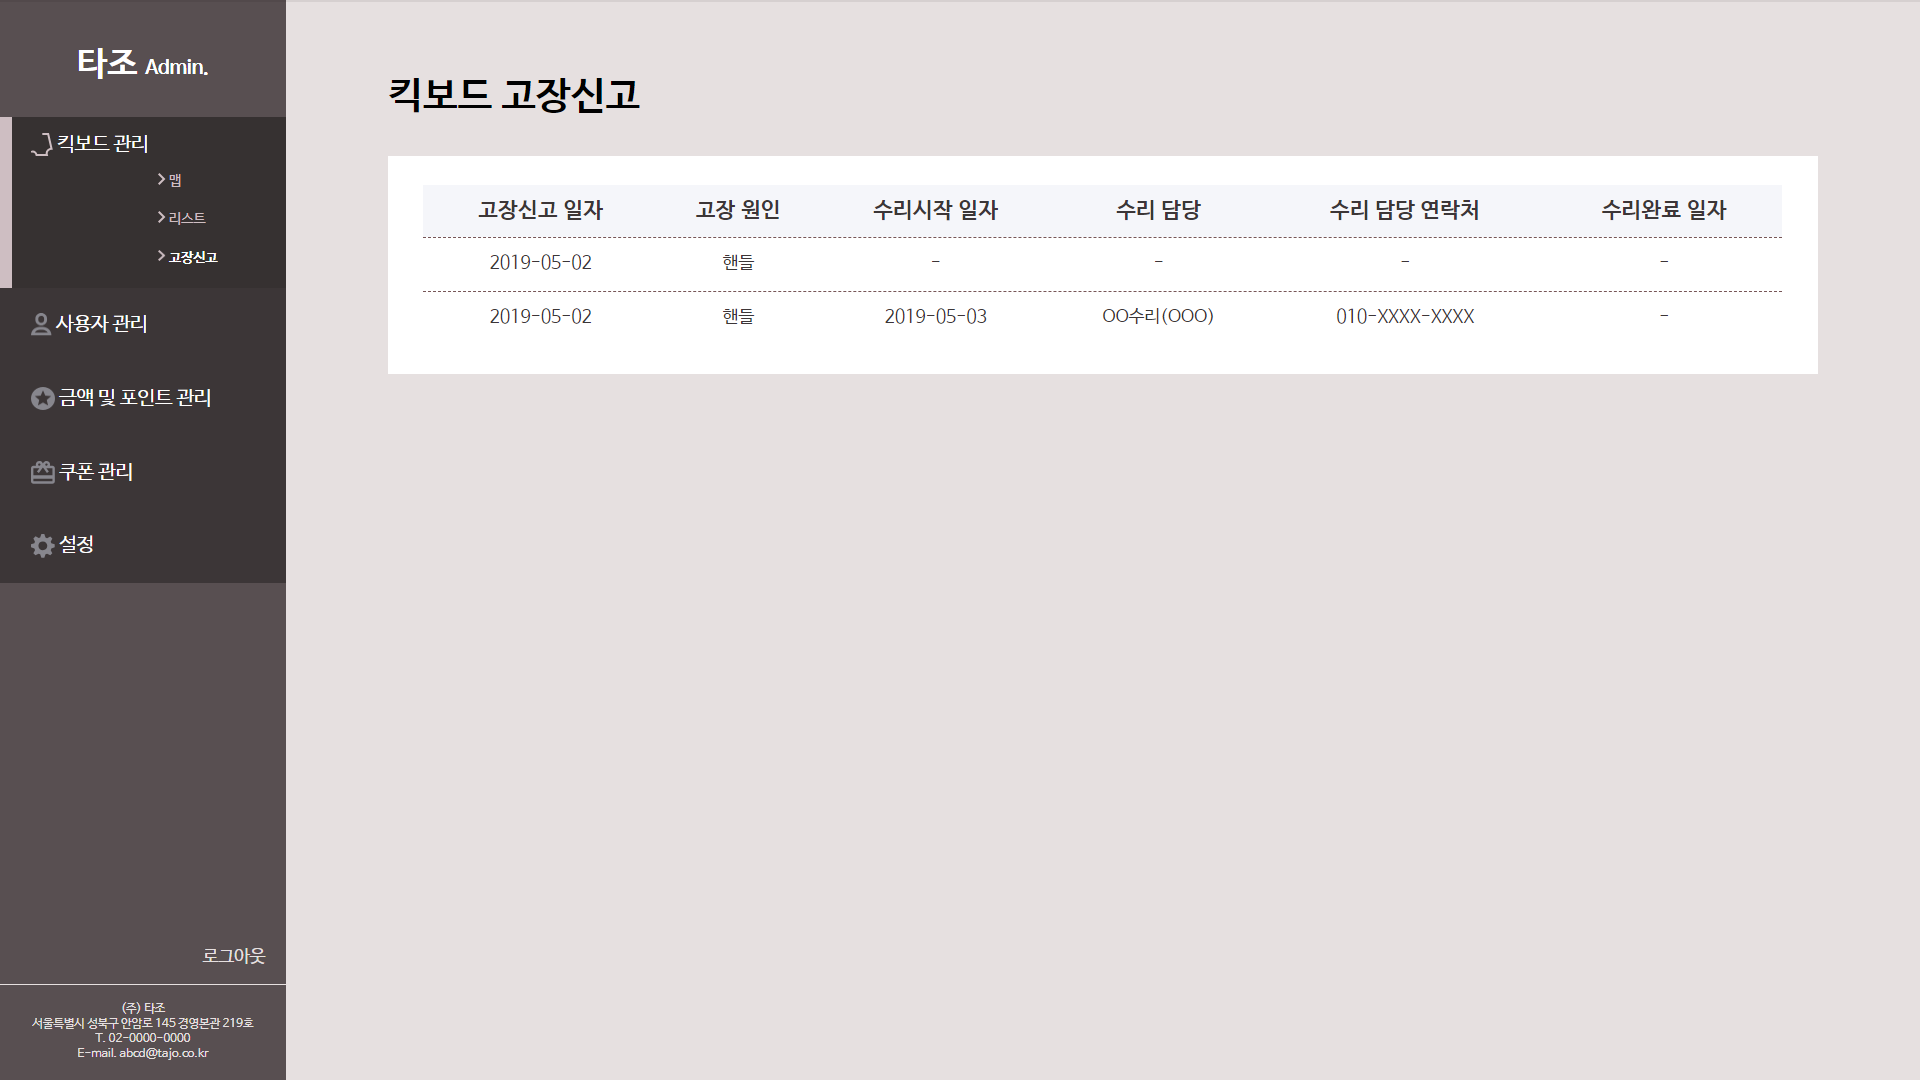 타조 Admin.
킥보드 관리
맵
리스트
고장신고
사용자 관리
금액 및 포인트 관리
쿠폰 관리
설정
로그아웃
(주) 타조
서울특별시 성북구 안암로 145 경영본관 219호
T. 02-0000-0000
E-mail. abcd@tajo.co.kr
킥보드 고장신고
고장신고 일자 고장 원인 수리시작 일자 수리 담당 수리 담당 연락처 수리완료 일자
2019-05-02 핸들 - - - -
2019-05-02 핸들 2019-05-03 OO수리(OOO) 010-XXXX-XXXX -